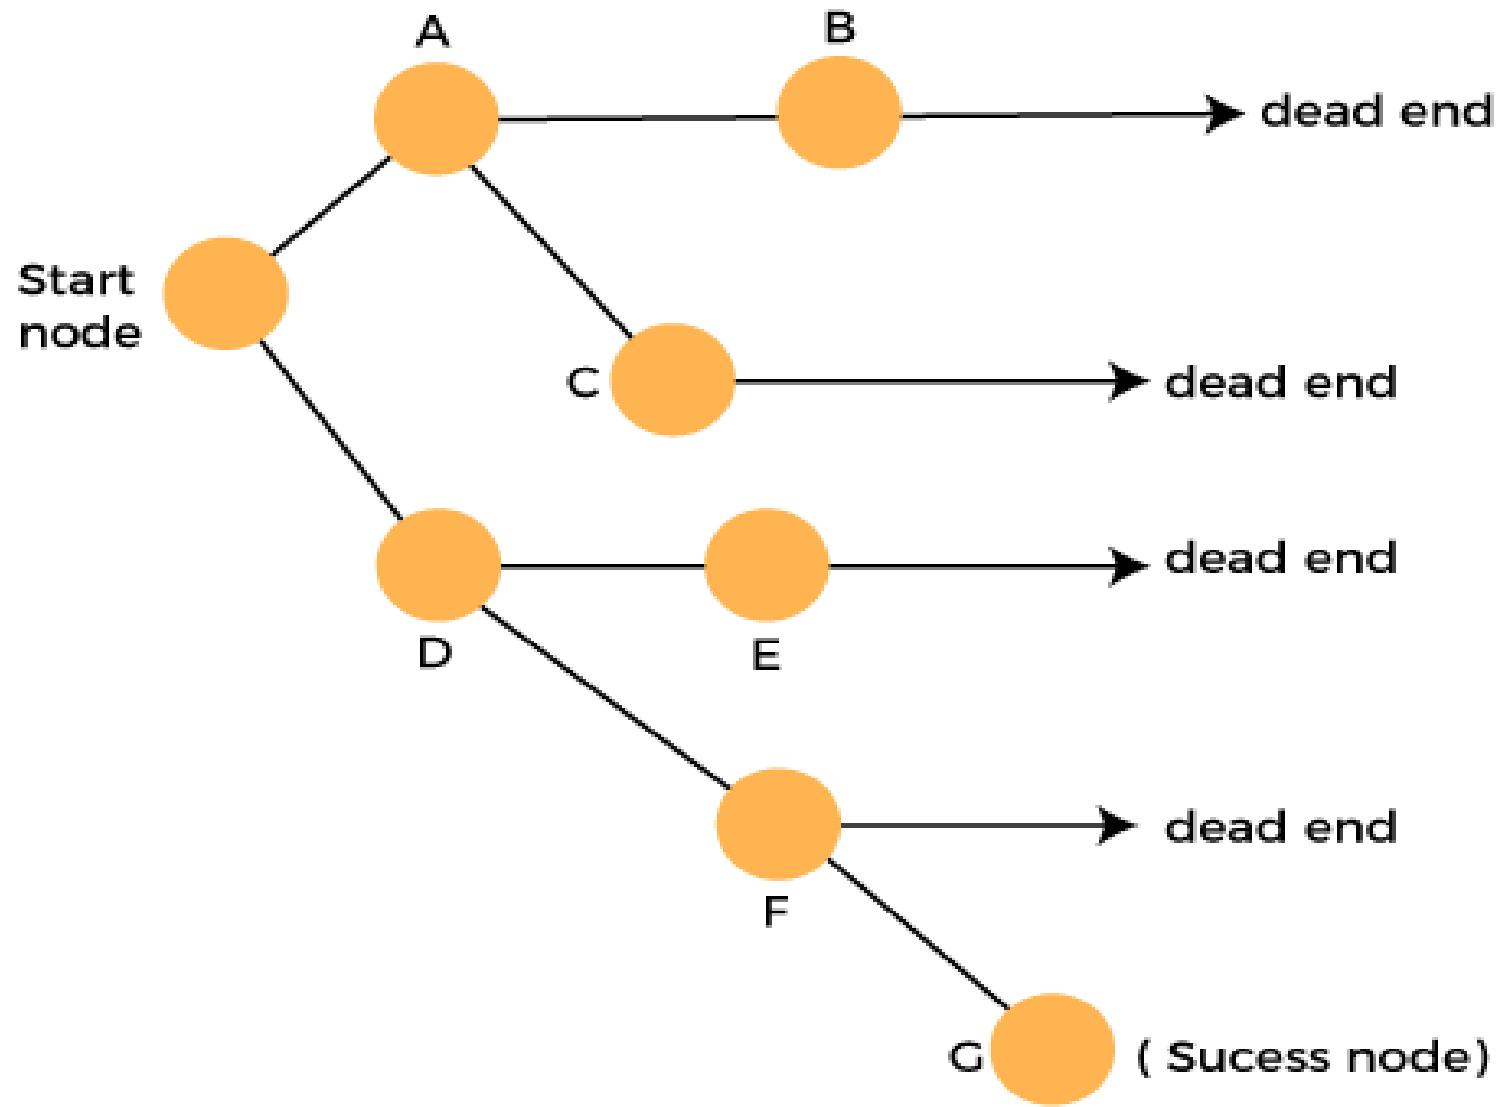 A
B
dead end
Start
node
C
dead end
dead end
D
E
dead end
F
G
( Sucess node)